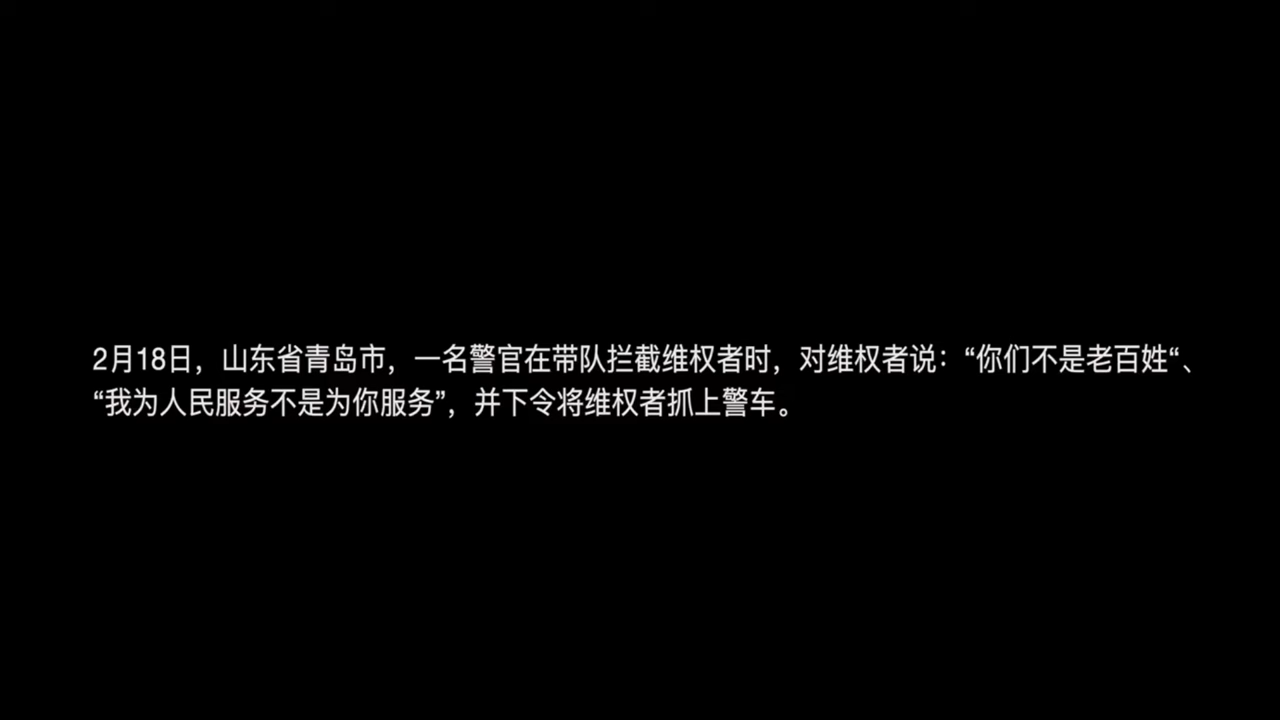 2月18日，山东省青岛市，一名警官在带队拦截维权者时，对维权者说：“你们不是老百姓“、
“我为人民服务不是为你服务”，并下令将维权者抓上警车。